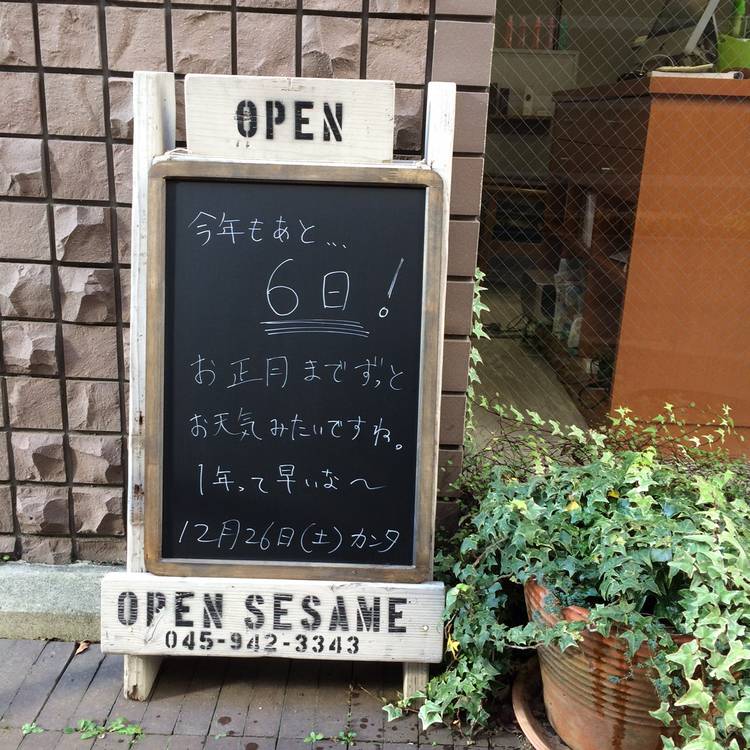 OPEN
今年もあと...
6日!
お正月までずっと
お天気みたいですね。
1年って早いな〜
12月26日(土)カンタ
OPEN SESAME
045-942-3343